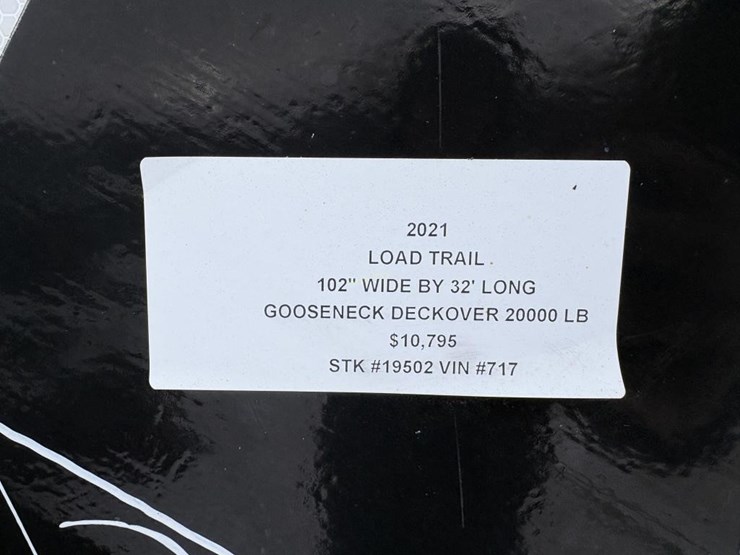 2021
LOAD TRAIL
102" WIDE BY 32' LONG
GOOSENECK DECKOVER 20000 LB
$10,795
STK #19502 VIN #717